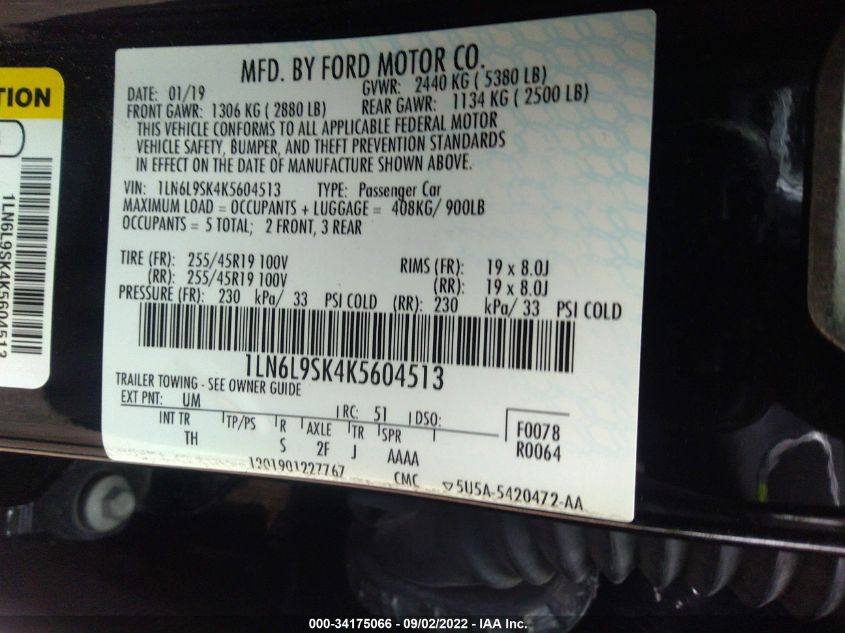 MFD. BY FORD MOTOR CO.
DATE: 01/19 GVWR: 2440 KG ( 5380 LB)
FRONT GAWR: 1306 KG ( 2880 LB) REAR GAWR: 1134 KG ( 2500 LB)
THIS VEHICLE CONFORMS TO ALL APPLICABLE FEDERAL MOTOR
VEHICLE SAFETY, BUMPER, AND THEFT PREVENTION STANDARDS
IN EFFECT ON THE DATE OF MANUFACTURE SHOWN ABOVE.
VIN: 1LN6L9SK4K5604513 TYPE: Passenger Car
MAXIMUM LOAD = OCCUPANTS + LUGGAGE = 408KG/ 900LB
OCCUPANTS = 5 TOTAL; 2 FRONT, 3 REAR
TIRE (FR): 255/45R19 100V RIMS (FR): 19 x 8.0J
(RR): 255/45R19 100V (RR): 19 x 8.0J
PRESSURE (FR): 230 kPa/ 33 PSI COLD (RR): 230 kPa/ 33 PSI COLD
1LN6L9SK4K5604513
TRAILER TOWING - SEE OWNER GUIDE
EXT PNT: UM RC: 51 DSO:
INT TR TP/PS R AXLE TR SPR F0078
TH S 2F J AAAA R0064
1201901227767 CMC ▽5U5A-5420472-AA
TION
1LN6L9SK4K5604513
000-34175066 - 09/02/2022 - IAA Inc.